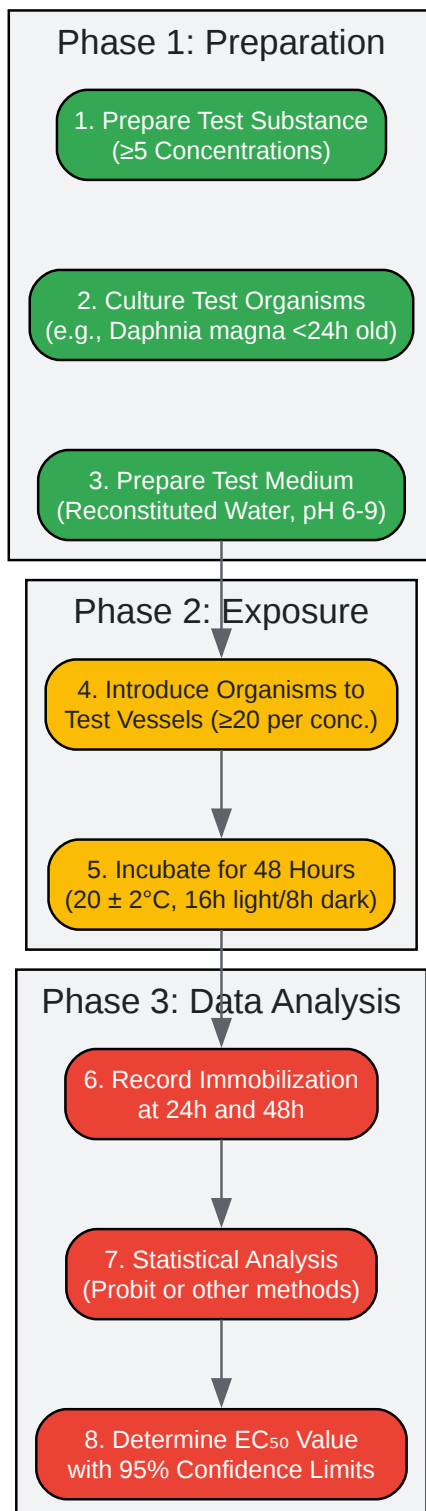 Phase 1: Preparation
1. Prepare Test Substance
(≥5 Concentrations)
2. Culture Test Organisms
(e.g., Daphnia magna <24h old)
3. Prepare Test Medium
(Reconstituted Water, pH 6-9)
Phase 2: Exposure
4. Introduce Organisms to
Test Vessels (≥20 per conc.)
5. Incubate for 48 Hours
(20 ± 2°C, 16h light/8h dark)
Phase 3: Data Analysis
6. Record Immobilization
at 24h and 48h
7. Statistical Analysis
(Probit or other methods)
8. Determine EC₅₀ Value
with 95% Confidence Limits